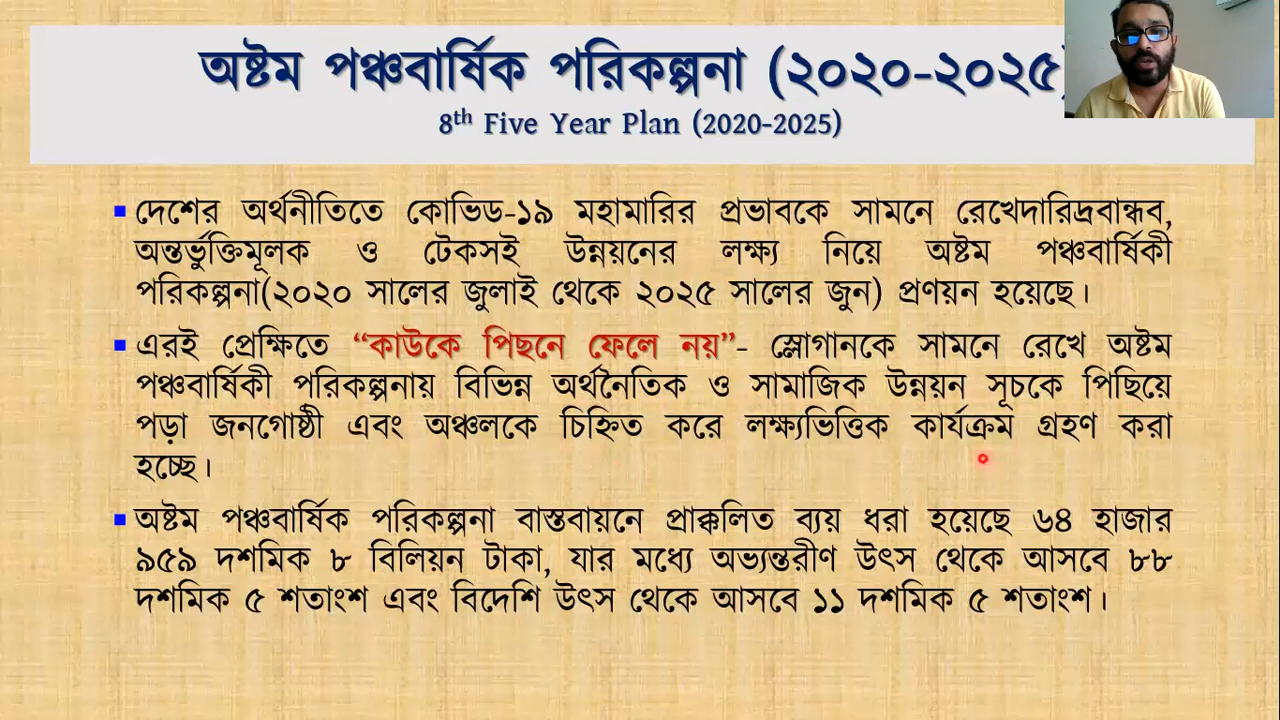 অষ্টম পঞ্চবার্ষিক পরিকল্পনা (২০২০-২০২৫)
8th Five Year Plan (2020-2025)
দেশের অর্থনীতিতে কোভিড-১৯ মহামারির প্রভাবকে সামনে রেখেদারিদ্রবান্ধব,
অন্তর্ভুক্তিমূলক ও টেকসই উন্নয়নের লক্ষ্য নিয়ে অষ্টম পঞ্চবার্ষিকী
পরিকল্পনা(২০২০ সালের জুলাই থেকে ২০২৫ সালের জুন) প্রণয়ন হয়েছে।
এরই প্রেক্ষিতে “কাউকে পিছনে ফেলে নয়”- স্লোগানকে সামনে রেখে অষ্টম
পঞ্চবার্ষিকী পরিকল্পনায় বিভিন্ন অর্থনৈতিক ও সামাজিক উন্নয়ন সূচকে পিছিয়ে
পড়া জনগোষ্ঠী এবং অঞ্চলকে চিহ্নিত করে লক্ষ্যভিত্তিক কার্যক্রম গ্রহণ করা
হচ্ছে।
অষ্টম পঞ্চবার্ষিক পরিকল্পনা বাস্তবায়নে প্রাক্কলিত ব্যয় ধরা হয়েছে ৬৪ হাজার
৯৫৯ দশমিক ৮ বিলিয়ন টাকা, যার মধ্যে অভ্যন্তরীণ উৎস থেকে আসবে ৮৮
দশমিক ৫ শতাংশ এবং বিদেশি উৎস থেকে আসবে ১১ দশমিক ৫ শতাংশ।